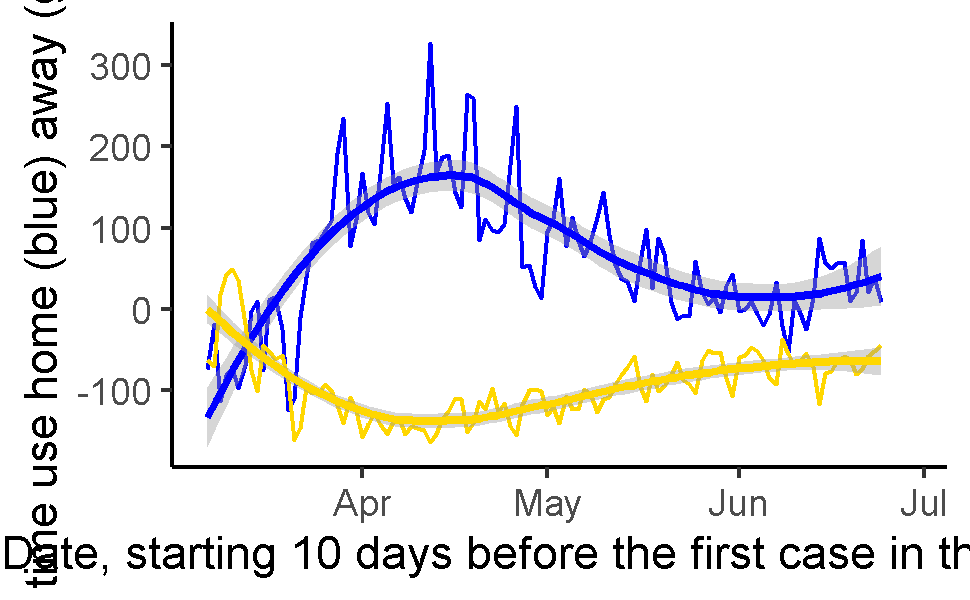 time use home (blue) away (
300
200
100
0
-100
Apr May Jun Jul
Date, starting 10 days before the first case in th